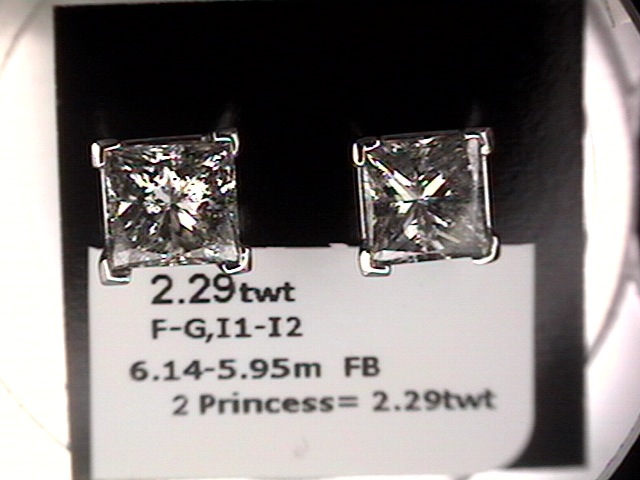 2.29twt
F-G,I1-I2
6.14-5.95m FB
2 Princess= 2.29twt